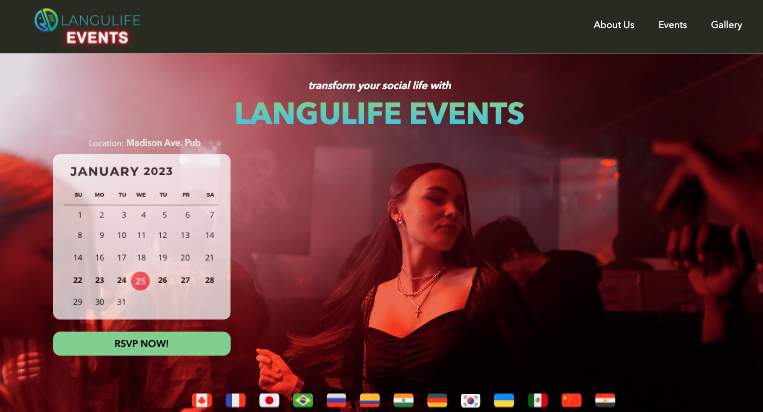 LANGULIFE
EVENTS
About Us Events Gallery
transform your social life with
LANGULIFE EVENTS
Location: Madison Ave. Pub
JANUARY 2023
SU MO TU WE TU FR SA
1 2 3 4 5 6 7
8 9 10 11 12 13 14
14 16 17 18 19 20 21
22 23 24 25 26 27 28
29 30 31
RSVP NOW!